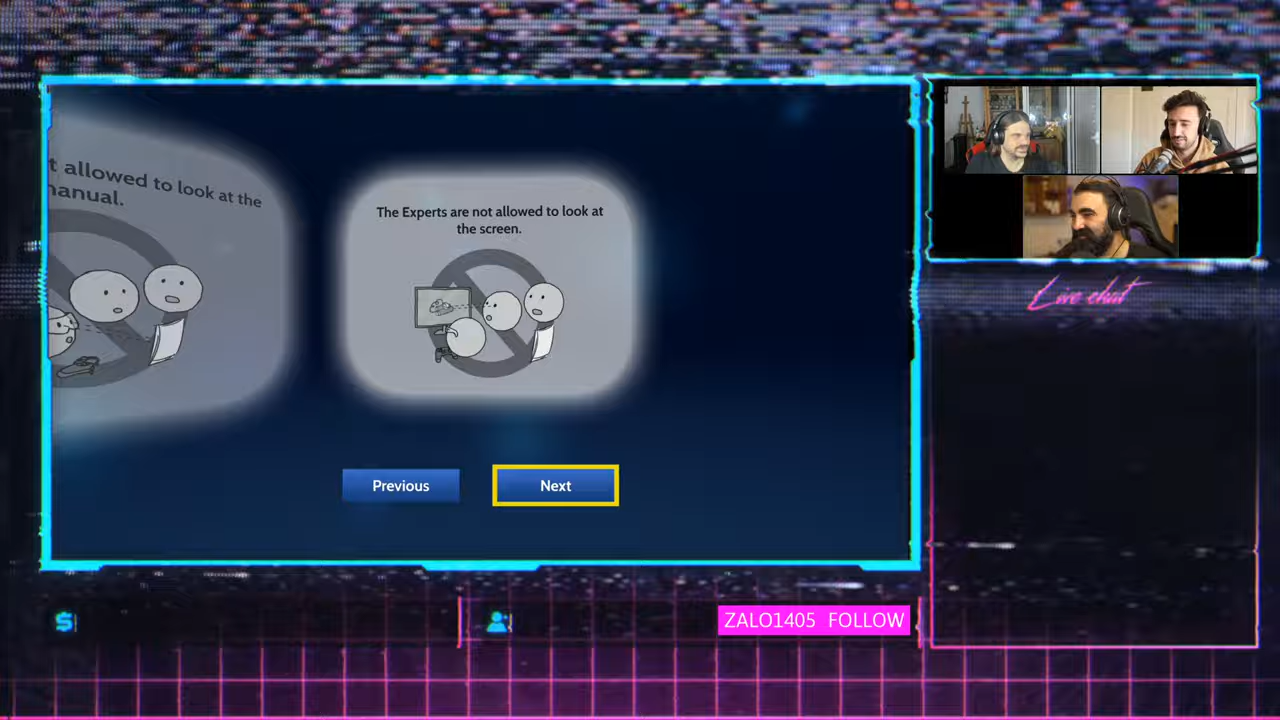 t allowed to look at the
manual.
The Experts are not allowed to look at
the screen.
Previous
Next
Live chat
ZALO1405 FOLLOW